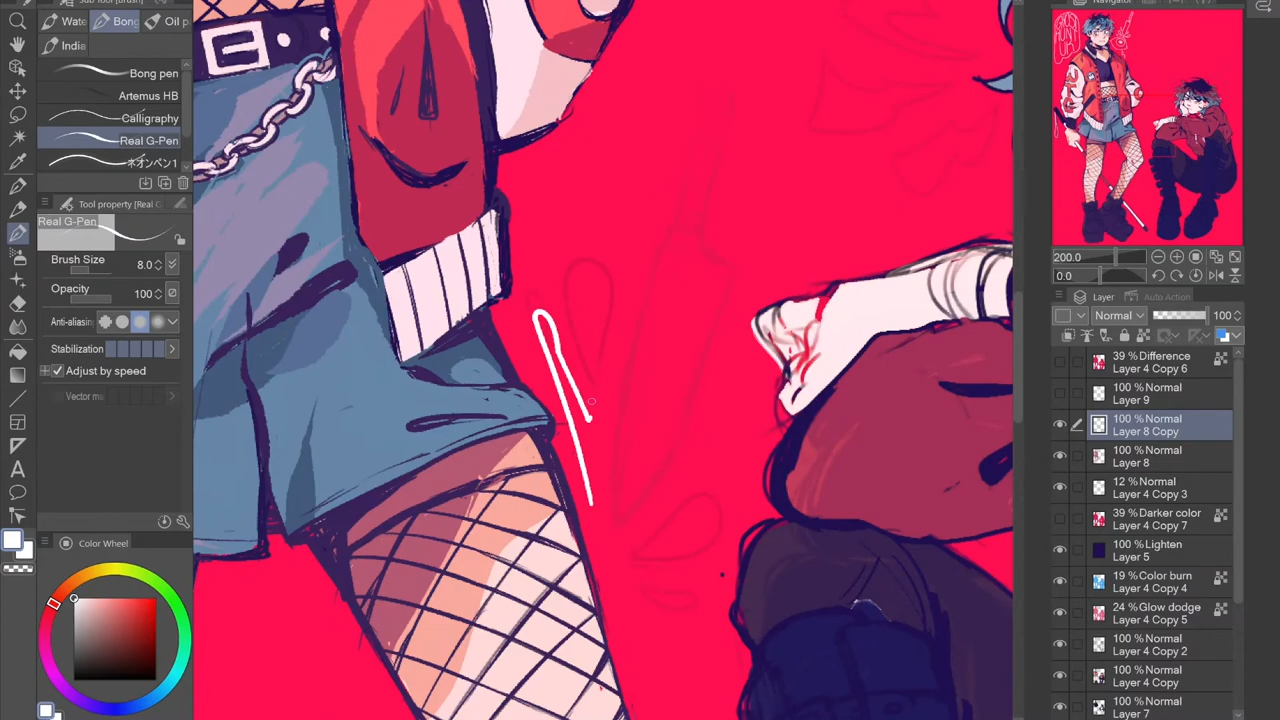 Sub Tool [Brush]
Navigator
Wate
Bong
Oil p
India
Bong pen
Artemus HB
Calligraphy
Real G-Pen
ネオンペン1
Tool property [Real G
Real G-Pen
Brush Size
8.0
Opacity
100
Anti-aliasing
Stabilization
Adjust by speed
Vector ma
Color Wheel
200.0
0.0
Layer
Auto Action
Normal
100
39 % Difference
Layer 4 Copy 6
100 % Normal
Layer 9
100 % Normal
Layer 8 Copy
100 % Normal
Layer 8
12 % Normal
Layer 4 Copy 3
39 % Darker color
Layer 4 Copy 7
100 % Lighten
Layer 5
19 % Color burn
Layer 4 Copy 4
24 % Glow dodge
Layer 4 Copy 5
100 % Normal
Layer 4 Copy 2
100 % Normal
Layer 4 Copy
100 % Normal
Layer 7